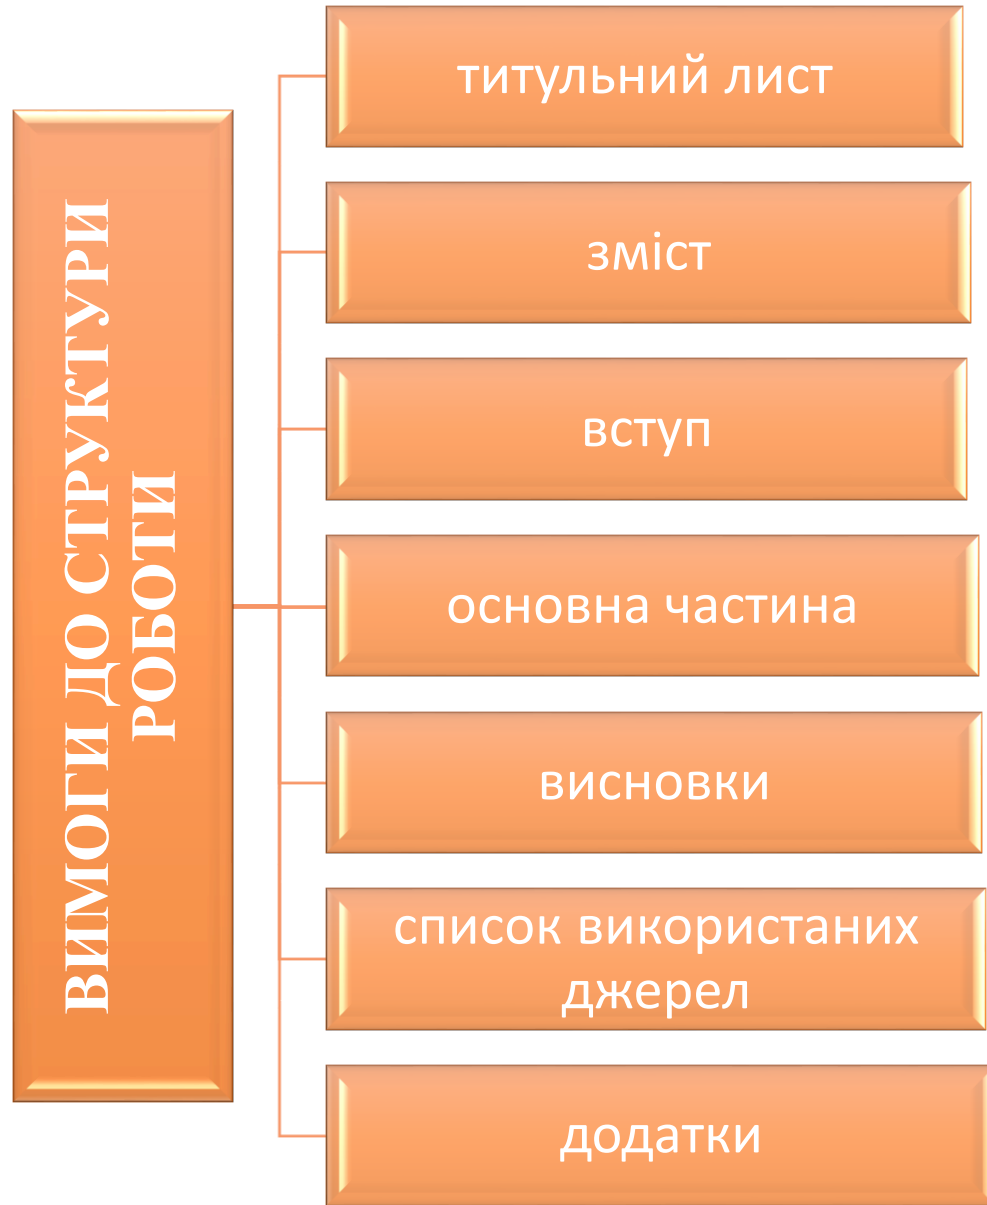 ВИМОГИ ДО СТРУКТУРИ
РОБОТИ
титульний лист
зміст
вступ
основна частина
висновки
список використаних
джерел
додатки